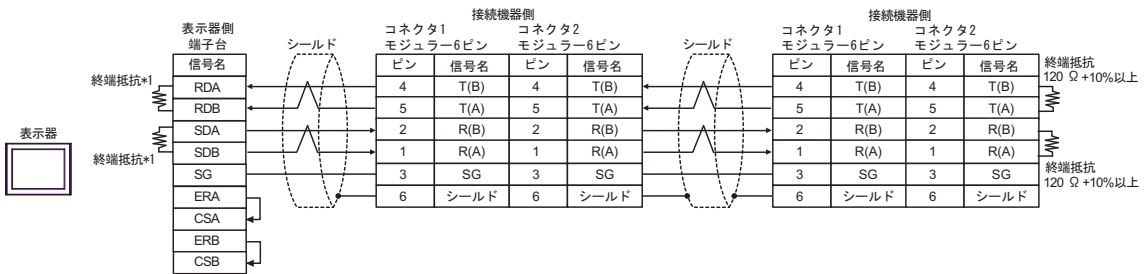 表示器
表示器側
端子台
信号名
RDA
RDB
SDA
SDB
SG
ERA
CSA
ERB
CSB
終端抵抗*1
終端抵抗*1
シールド
接続機器側
コネクタ1 コネクタ2
モジュラー6ピン モジュラー6ピン
ピン 信号名 ピン 信号名
4 T(B) 4 T(B)
5 T(A) 5 T(A)
2 R(B) 2 R(B)
1 R(A) 1 R(A)
3 SG 3 SG
6 シールド 6 シールド
シールド
接続機器側
コネクタ1 コネクタ2
モジュラー6ピン モジュラー6ピン
ピン 信号名 ピン 信号名
4 T(B) 4 T(B)
5 T(A) 5 T(A)
2 R(B) 2 R(B)
1 R(A) 1 R(A)
3 SG 3 SG
6 シールド 6 シールド
終端抵抗
120 Ω +10%以上
終端抵抗
120 Ω +10%以上